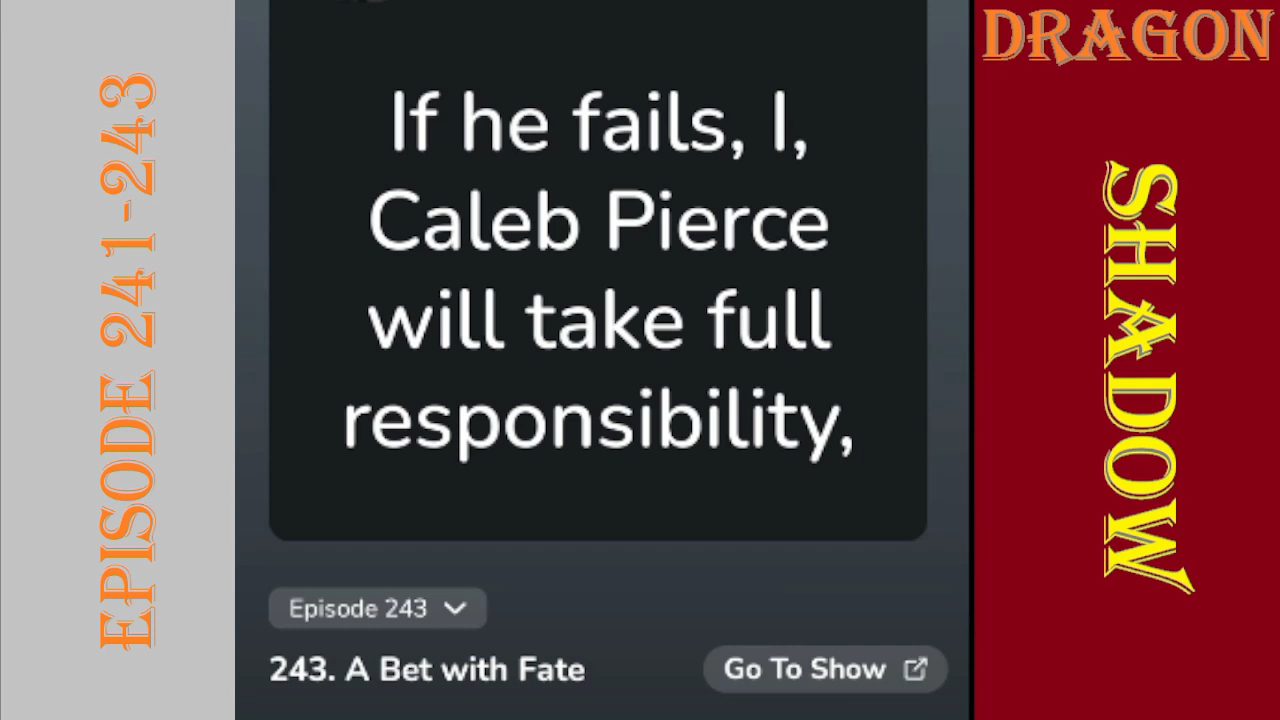 EPISODE 241-243
If he fails, I,
Caleb Pierce
will take full
responsibility,
Episode 243
243. A Bet with Fate
Go To Show
DRAGON
SHADOW